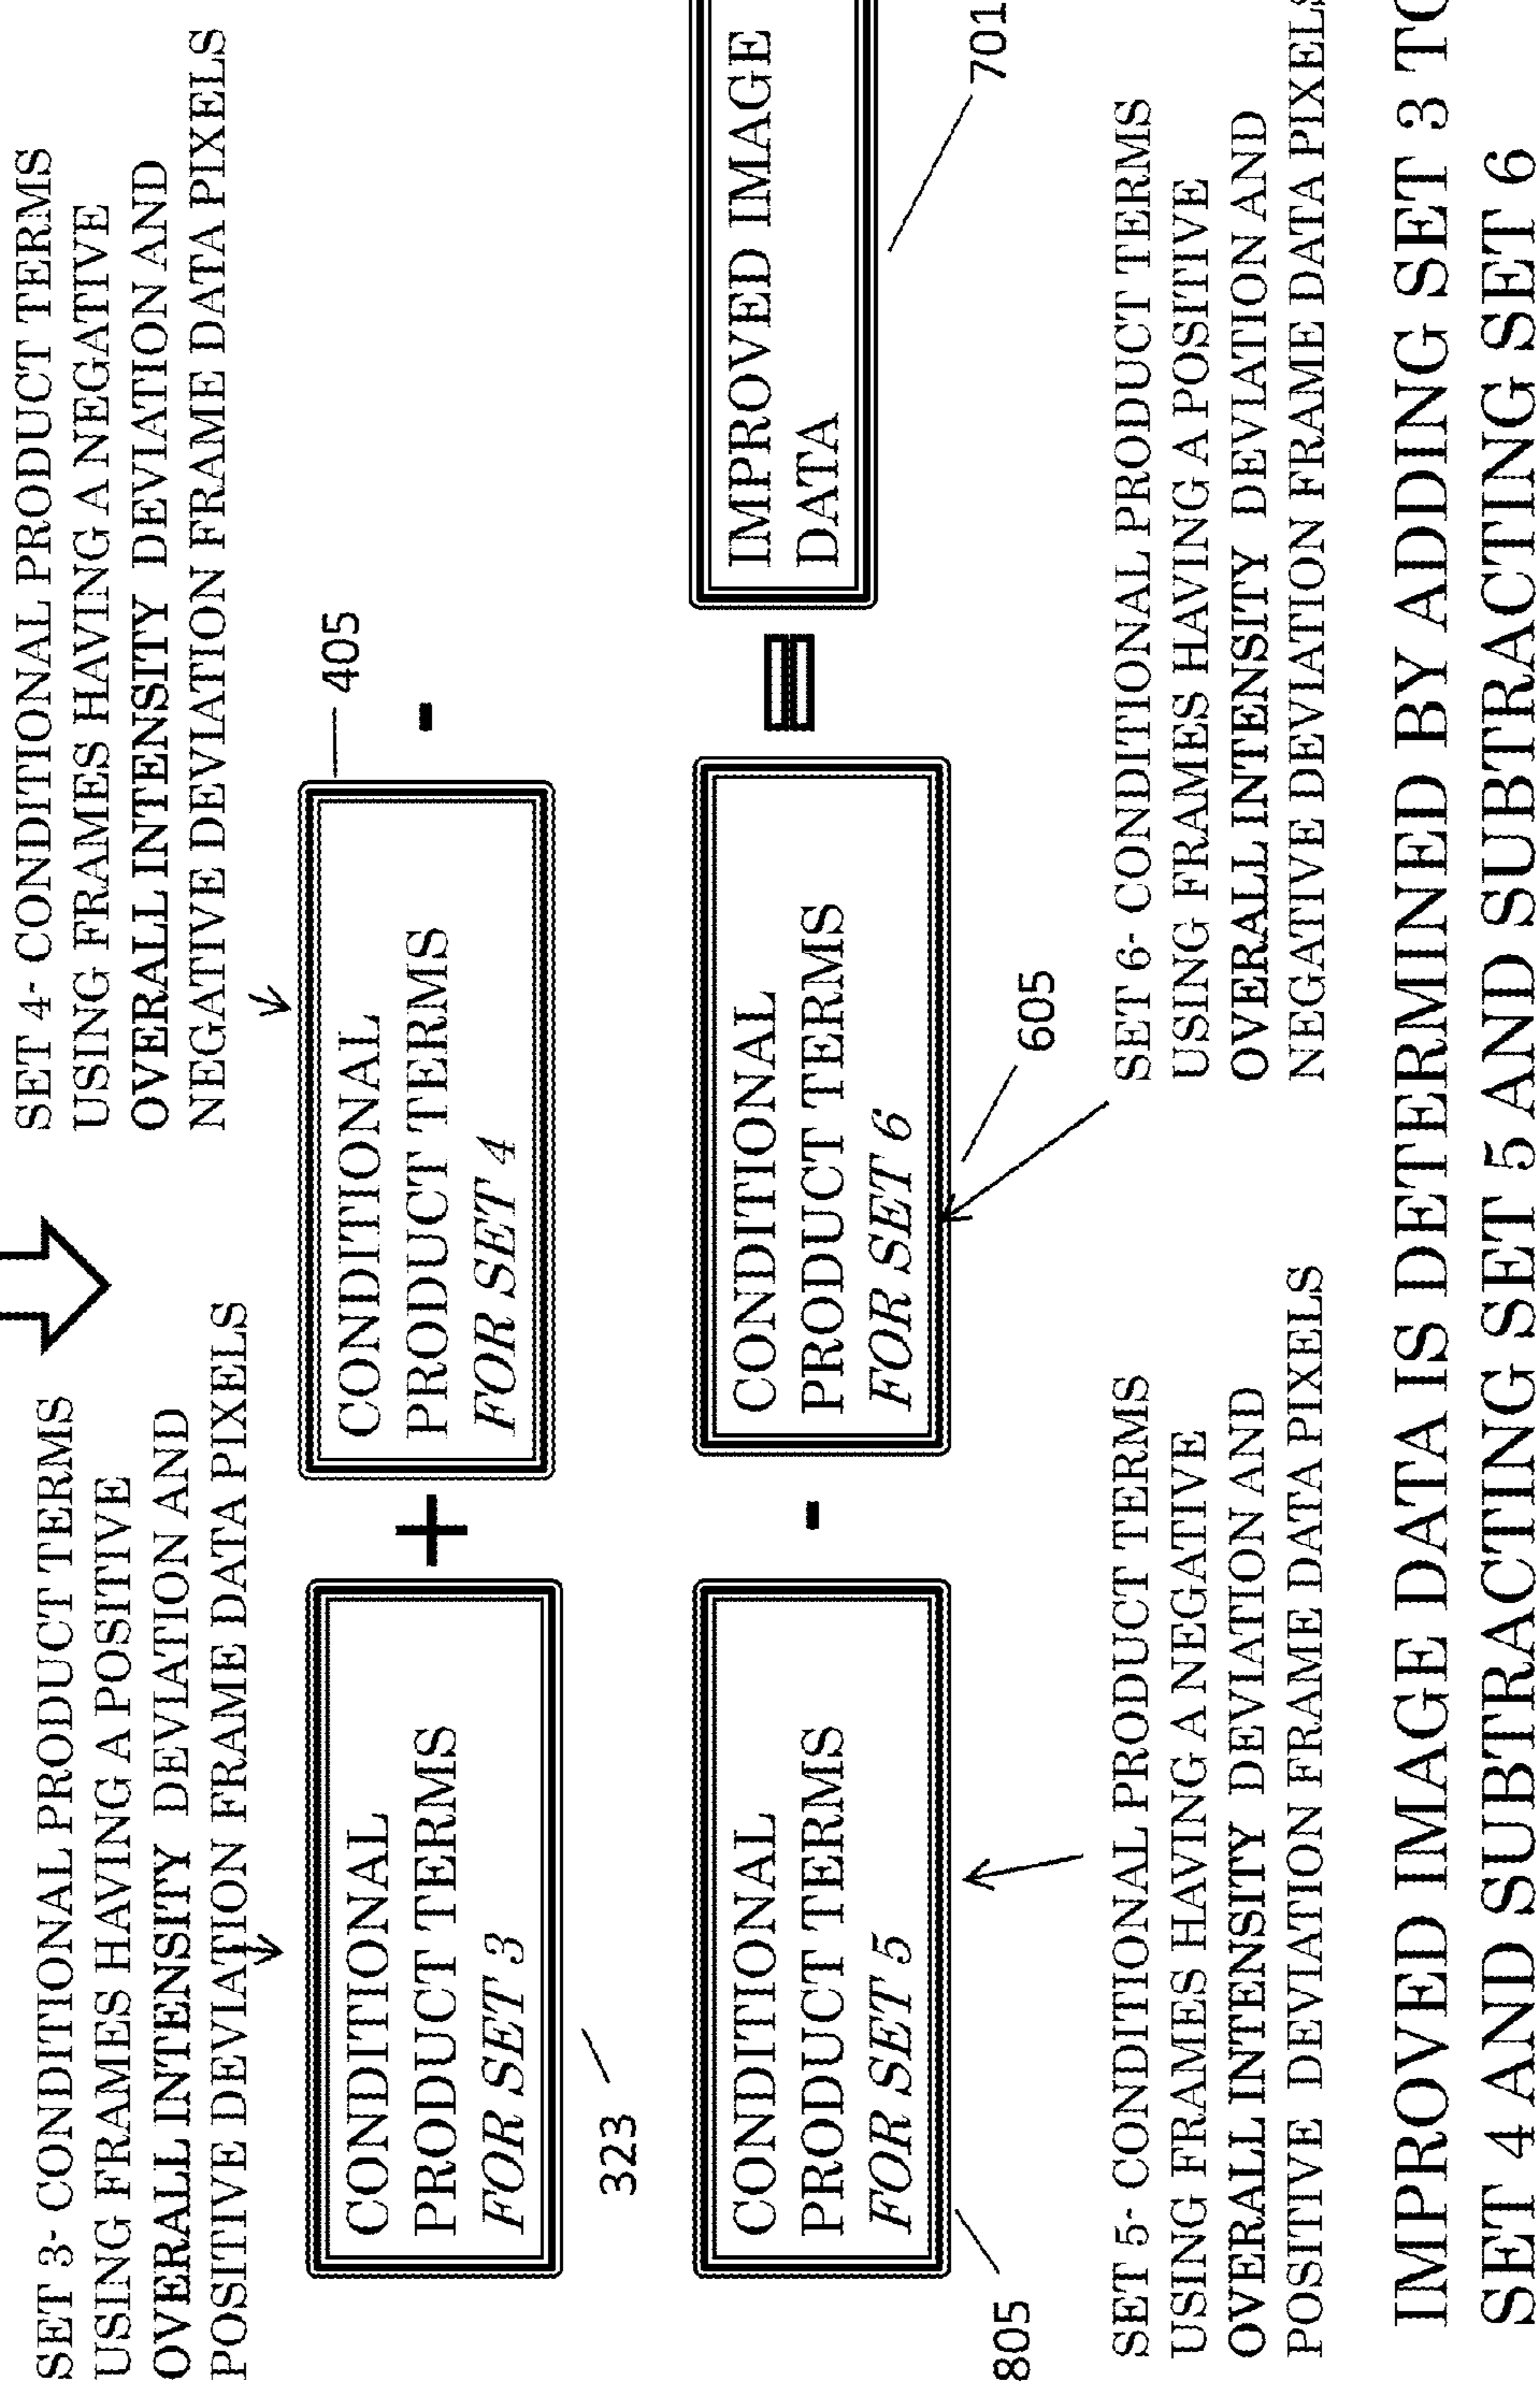 SET 3- CONDITIONAL PRODUCT TERMS
USING FRAMES HAVING A POSITIVE
OVERALL INTENSITY DEVIATION AND
POSITIVE DEVIATION FRAME DATA PIXELS
SET 4- CONDITIONAL PRODUCT TERMS
USING FRAMES HAVING A NEGATIVE
OVERALL INTENSITY DEVIATION AND
NEGATIVE DEVIATION FRAME DATA PIXELS
CONDITIONAL
PRODUCT TERMS
FOR SET 3
323
+
CONDITIONAL
PRODUCT TERMS
FOR SET 4
405
-
CONDITIONAL
PRODUCT TERMS
FOR SET 5
805
-
CONDITIONAL
PRODUCT TERMS
FOR SET 6
605
=
IMPROVED IMAGE
DATA
701
SET 5- CONDITIONAL PRODUCT TERMS
USING FRAMES HAVING A NEGATIVE
OVERALL INTENSITY DEVIATION AND
POSITIVE DEVIATION FRAME DATA PIXELS
SET 6- CONDITIONAL PRODUCT TERMS
USING FRAMES HAVING A POSITIVE
OVERALL INTENSITY DEVIATION AND
NEGATIVE DEVIATION FRAME DATA PIXELS
IMPROVED IMAGE DATA IS DETERMINED BY ADDING SET 3 TO
SET 4 AND SUBTRACTING SET 5 AND SUBTRACTING SET 6